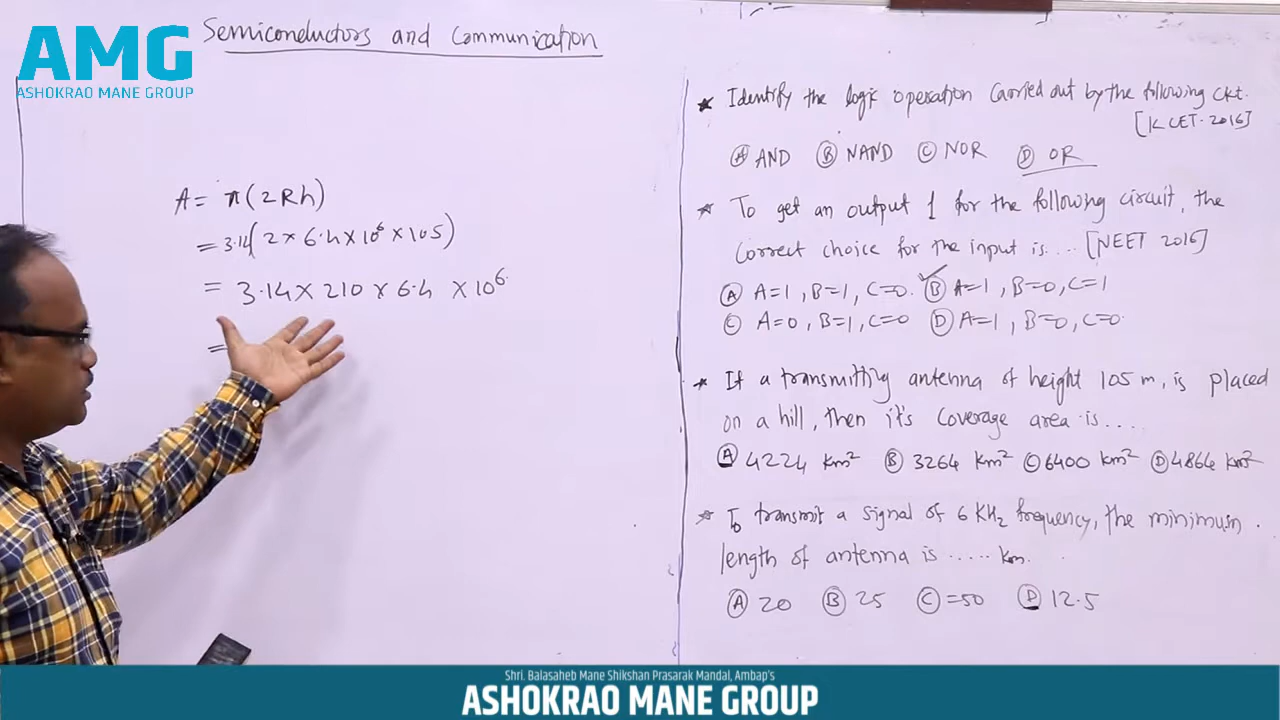 AMG
ASHOKRAO MANE GROUP
Semiconductors and Communication
A = π(2Rh)
= 3.14(2 × 6.4 × 10⁶ × 105)
= 3.14 × 210 × 6.4 × 10⁶.
=
* Identify the logic operation carried out by the following ckt.
[KCET-2016]
Ⓐ AND Ⓑ NAND Ⓒ NOR Ⓓ OR
* To get an output 1 for the following circuit, the
correct choice for the input is.... [NEET 2016]
Ⓐ A=1, B=1, C=0. Ⓑ A=1, B=0, C=1
Ⓒ A=0, B=1, C=0 Ⓓ A=1, B=0, C=0
* If a transmitting antenna of height 105 m, is placed
on a hill, then it's coverage area is ....
Ⓐ 4224 Km² Ⓑ 3264 Km² Ⓒ 6400 Km² Ⓓ 4864 Km²
* To transmit a signal of 6 KHz frequency, the minimum
length of antenna is ..... Km.
Ⓐ 20 Ⓑ 25 Ⓒ =50 Ⓓ 12.5
Shri. Balasaheb Mane Shikshan Prasarak Mandal, Ambap's
ASHOKRAO MANE GROUP